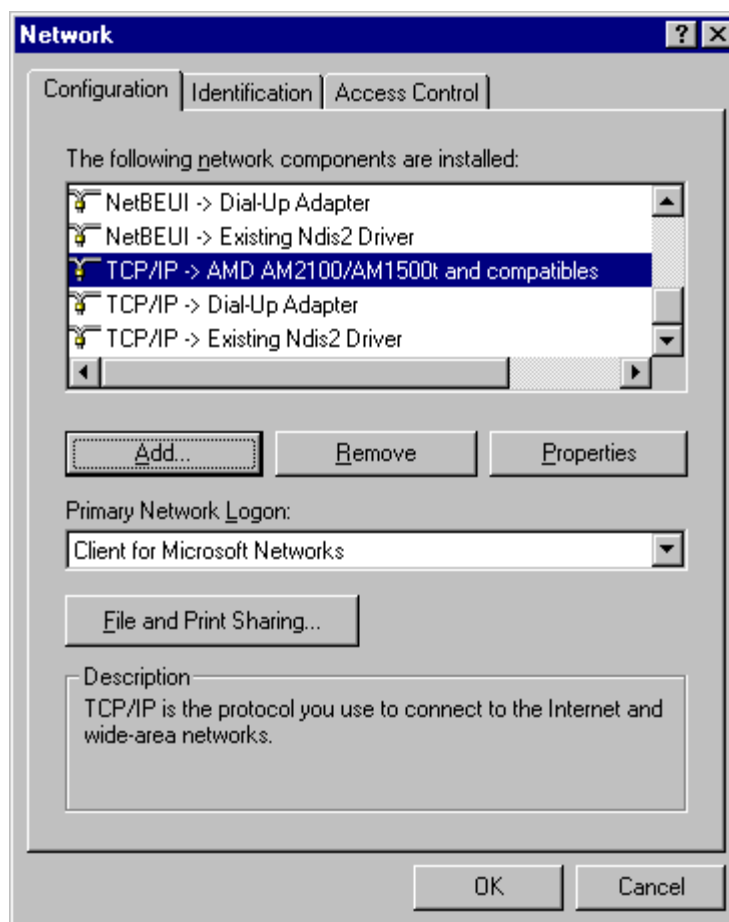 Network
Configuration Identification Access Control
The following network components are installed:
NetBEUI -> Dial-Up Adapter
NetBEUI -> Existing Ndis2 Driver
TCP/IP -> AMD AM2100/AM1500t and compatibles
TCP/IP -> Dial-Up Adapter
TCP/IP -> Existing Ndis2 Driver
Add... Remove Properties
Primary Network Logon:
Client for Microsoft Networks
File and Print Sharing...
Description
TCP/IP is the protocol you use to connect to the Internet and
wide-area networks.
OK Cancel